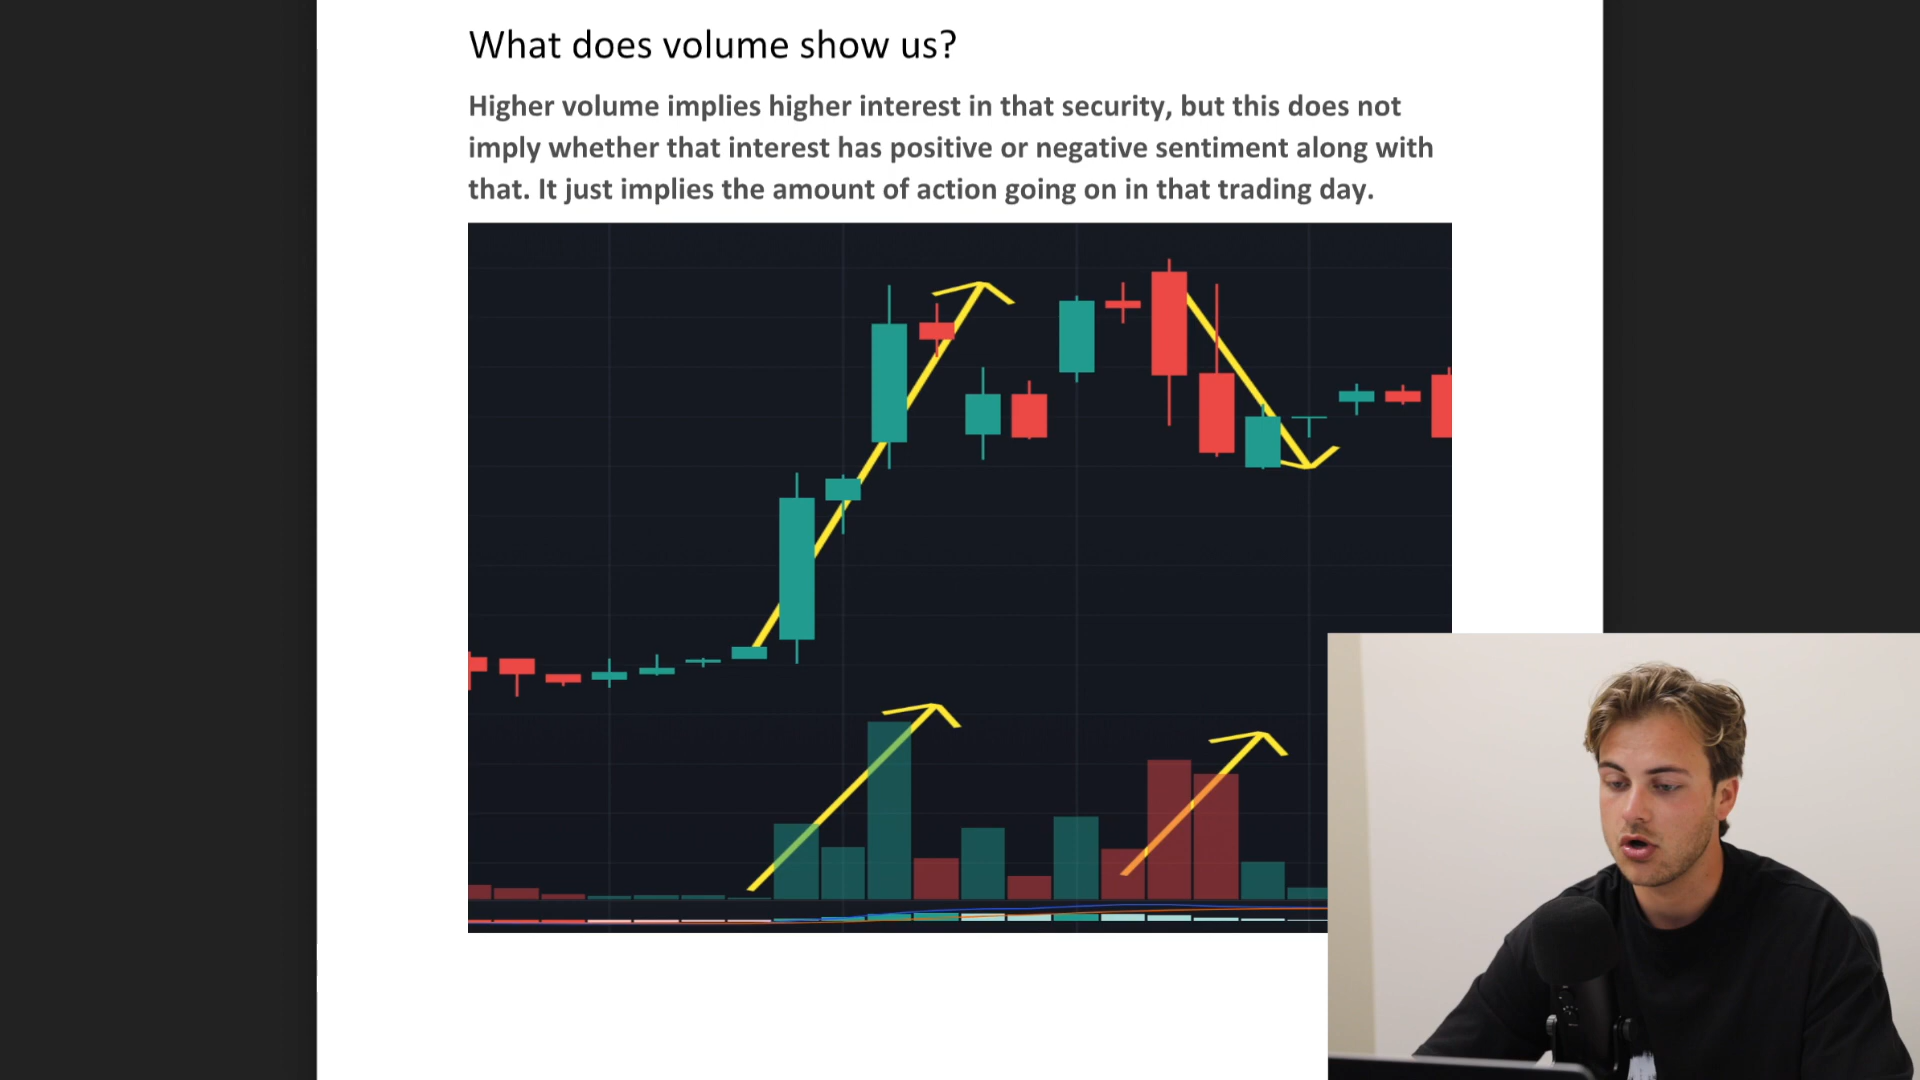 What does volume show us?
Higher volume implies higher interest in that security, but this does not
imply whether that interest has positive or negative sentiment along with
that. It just implies the amount of action going on in that trading day.